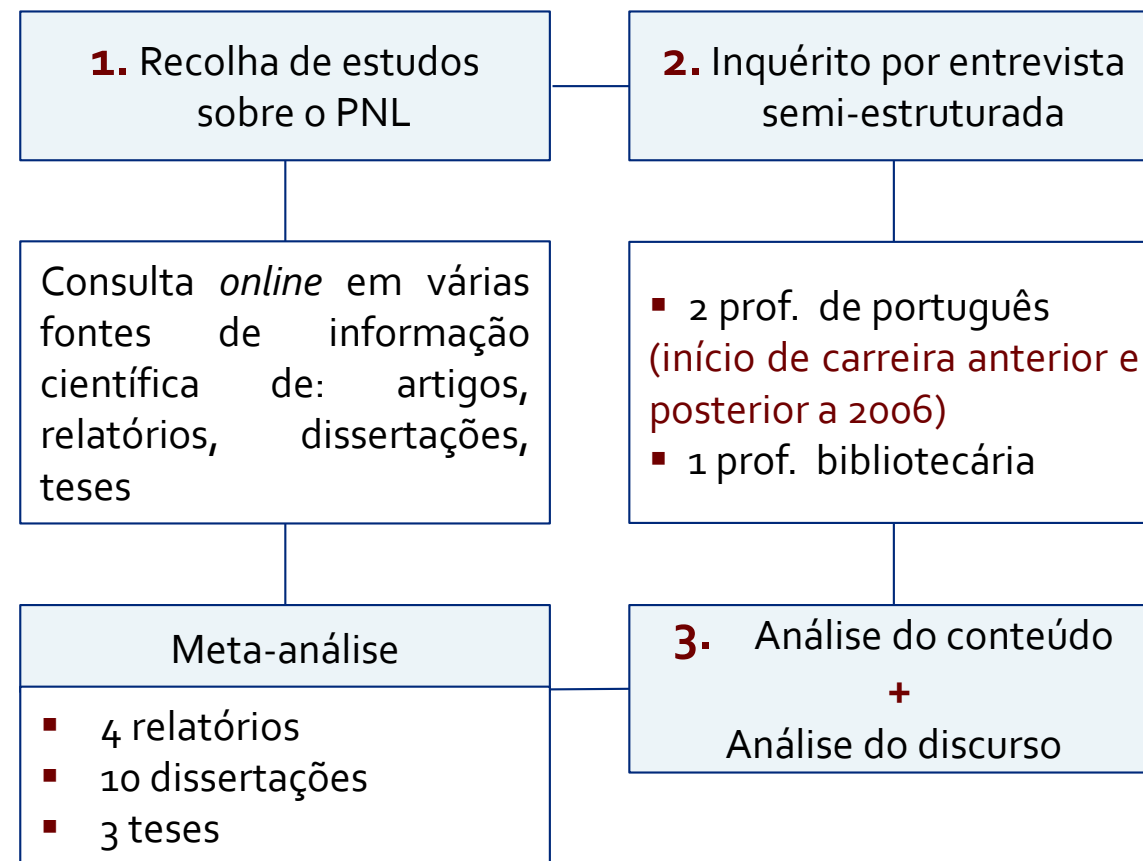 1. Recolha de estudos
sobre o PNL
2. Inquérito por entrevista
semi-estruturada
Consulta online em várias
fontes de informação
científica de: artigos,
relatórios, dissertações,
teses
▪ 2 prof. de português
(início de carreira anterior e
posterior a 2006)
▪ 1 prof. bibliotecária
Meta-análise
▪ 4 relatórios
▪ 10 dissertações
▪ 3 teses
3. Análise do conteúdo
+
Análise do discurso